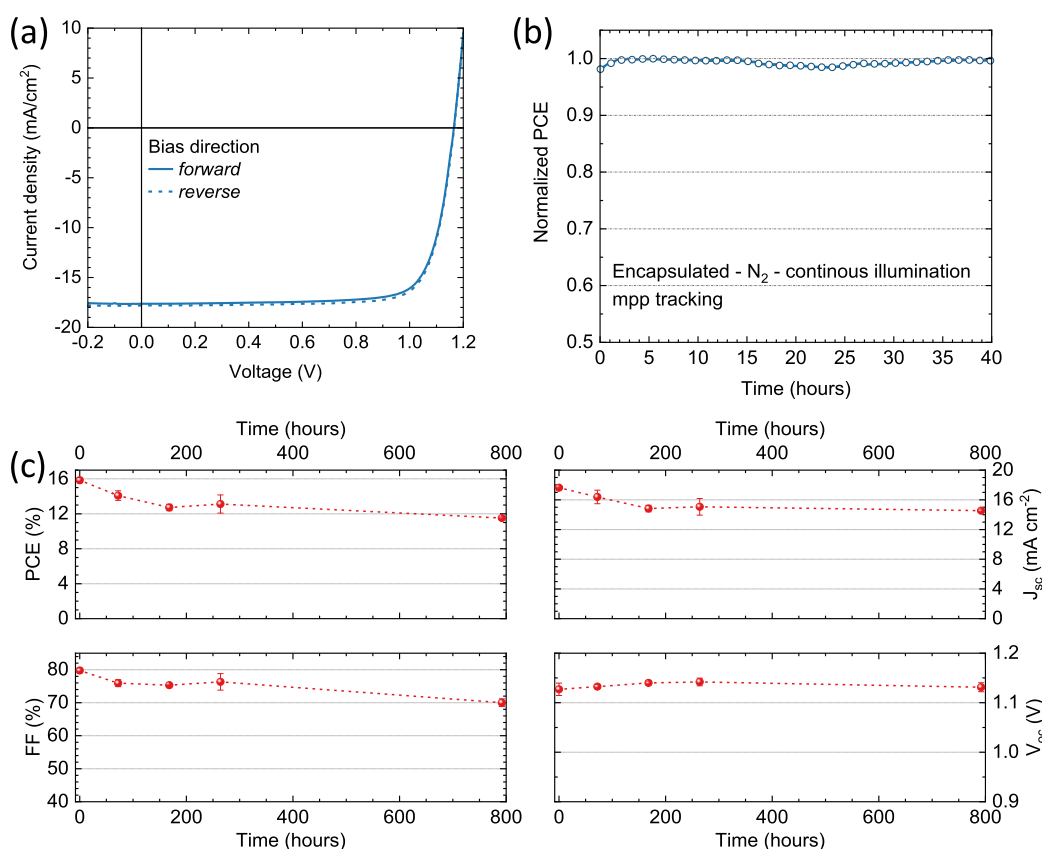 (a)
10
5
0
-5
-10
-15
-20
Current density (mA/cm2)
Bias direction
forward
reverse
-0.2 0.0 0.2 0.4 0.6 0.8 1.0 1.2
Voltage (V)
(b)
1.0
0.9
0.8
0.7
0.6
0.5
Normalized PCE
Encapsulated - N2 - continous illumination
mpp tracking
0 5 10 15 20 25 30 35 40
Time (hours)
(c)
Time (hours)
0 200 400 600 800
16
12
8
4
0
PCE (%)
Time (hours)
0 200 400 600 800
20
16
12
8
4
0
Jsc (mA cm-2)
80
70
60
50
40
FF (%)
0 200 400 600 800
Time (hours)
1.2
1.1
1.0
0.9
Voc (V)
0 200 400 600 800
Time (hours)